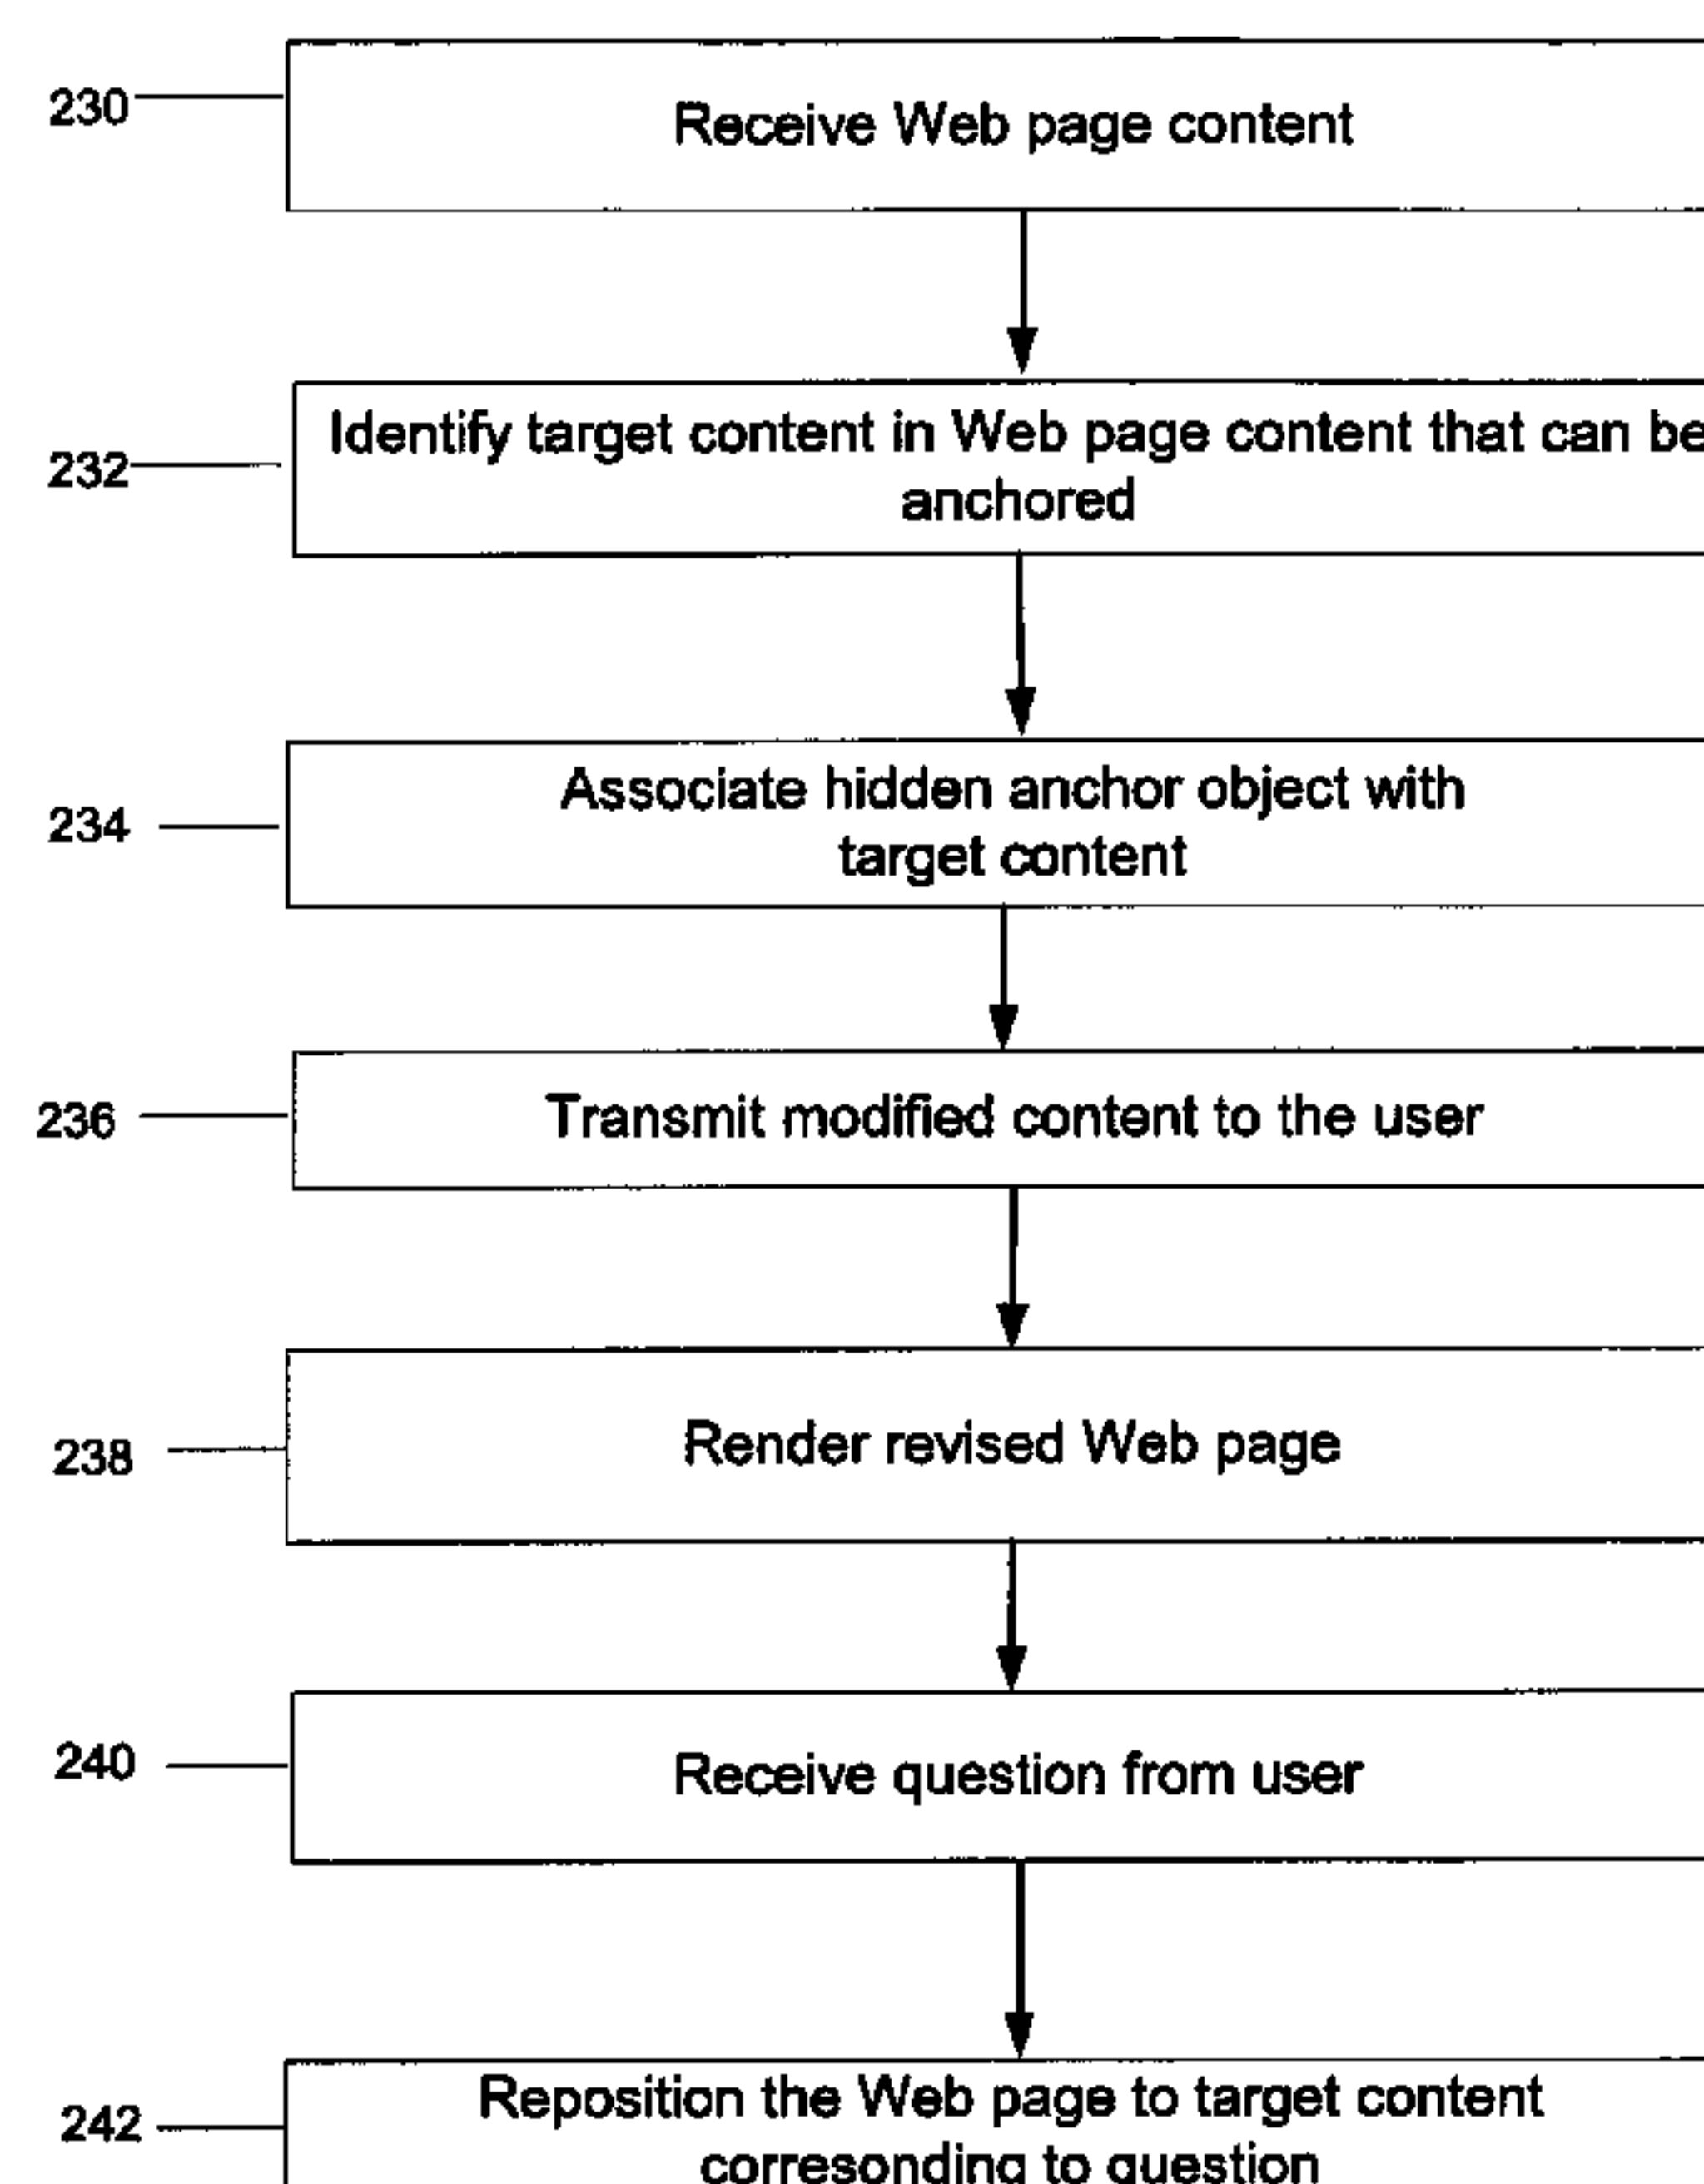 230
Receive Web page content
232
Identify target content in Web page content that can be
anchored
234
Associate hidden anchor object with
target content
236
Transmit modified content to the user
238
Render revised Web page
240
Receive question from user
242
Reposition the Web page to target content
corresonding to question